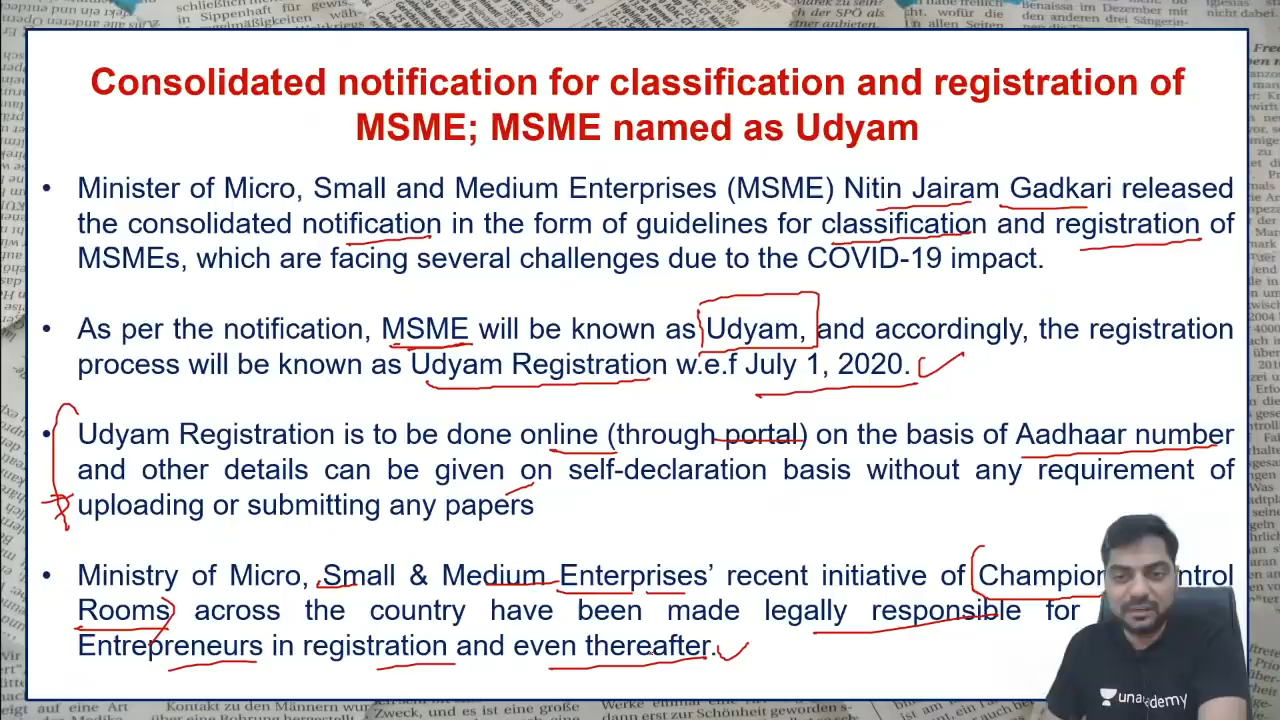 Consolidated notification for classification and registration of
MSME; MSME named as Udyam
• Minister of Micro, Small and Medium Enterprises (MSME) Nitin Jairam Gadkari released
the consolidated notification in the form of guidelines for classification and registration of
MSMEs, which are facing several challenges due to the COVID-19 impact.
• As per the notification, MSME will be known as Udyam, and accordingly, the registration
process will be known as Udyam Registration w.e.f July 1, 2020.
• Udyam Registration is to be done online (through portal) on the basis of Aadhaar number
and other details can be given on self-declaration basis without any requirement of
uploading or submitting any papers
• Ministry of Micro, Small & Medium Enterprises' recent initiative of Champion
Rooms across the country have been made legally responsible for
Entrepreneurs in registration and even thereafter.
unacademy